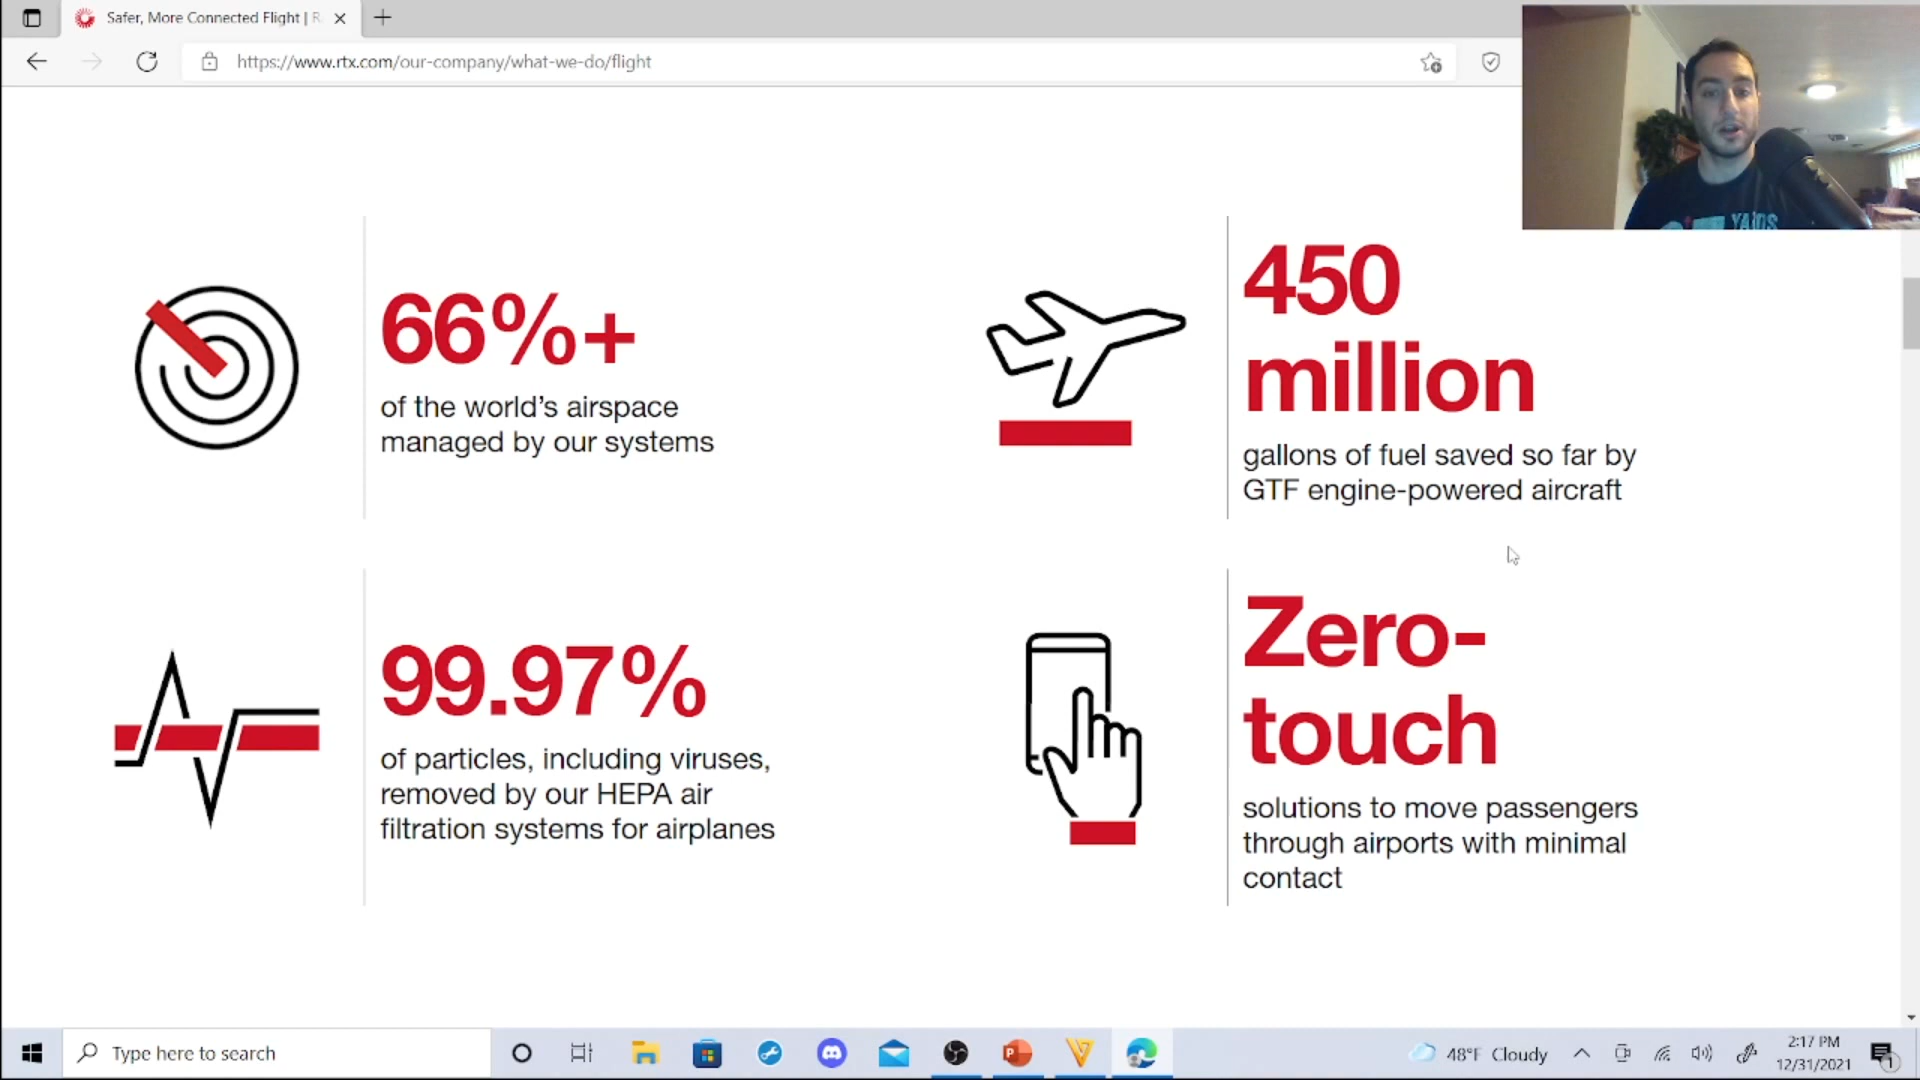 Safer, More Connected Flight | R
https://www.rtx.com/our-company/what-we-do/flight
YARDS
66%+
of the world's airspace
managed by our systems
450
million
gallons of fuel saved so far by
GTF engine-powered aircraft
99.97%
of particles, including viruses,
removed by our HEPA air
filtration systems for airplanes
Zero-
touch
solutions to move passengers
through airports with minimal
contact
Type here to search
48°F Cloudy
2:17 PM
12/31/2021
1